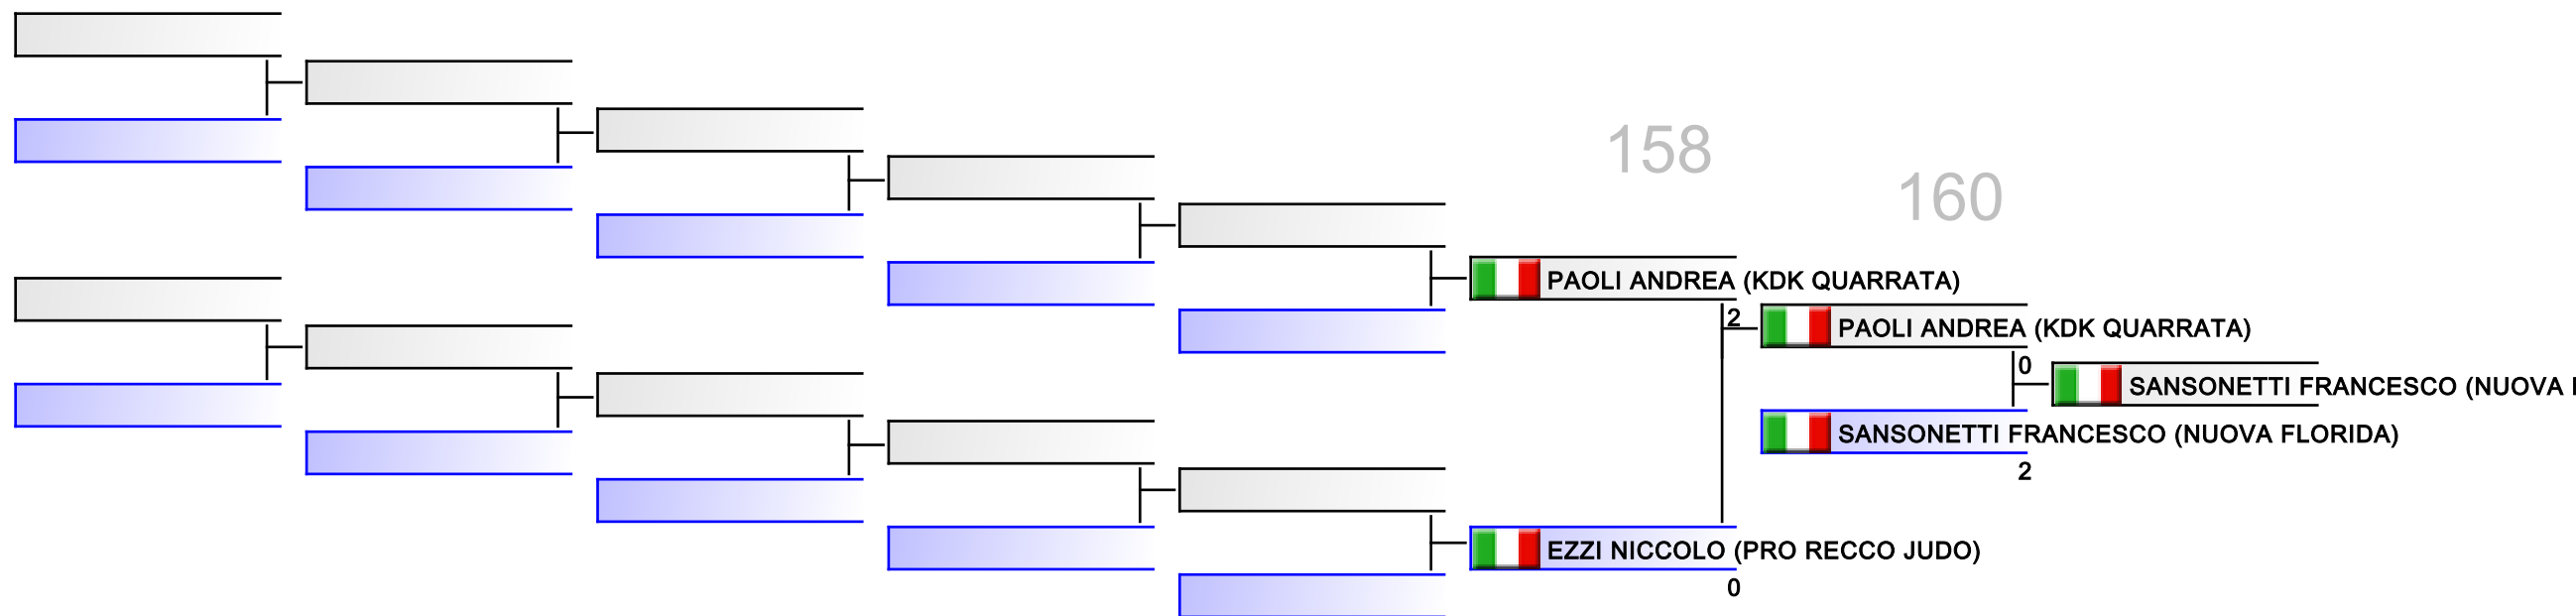 158
160
PAOLI ANDREA (KDK QUARRATA)
2
PAOLI ANDREA (KDK QUARRATA)
0
SANSONETTI FRANCESCO (NUOVA
SANSONETTI FRANCESCO (NUOVA FLORIDA)
2
EZZI NICCOLO (PRO RECCO JUDO)
0